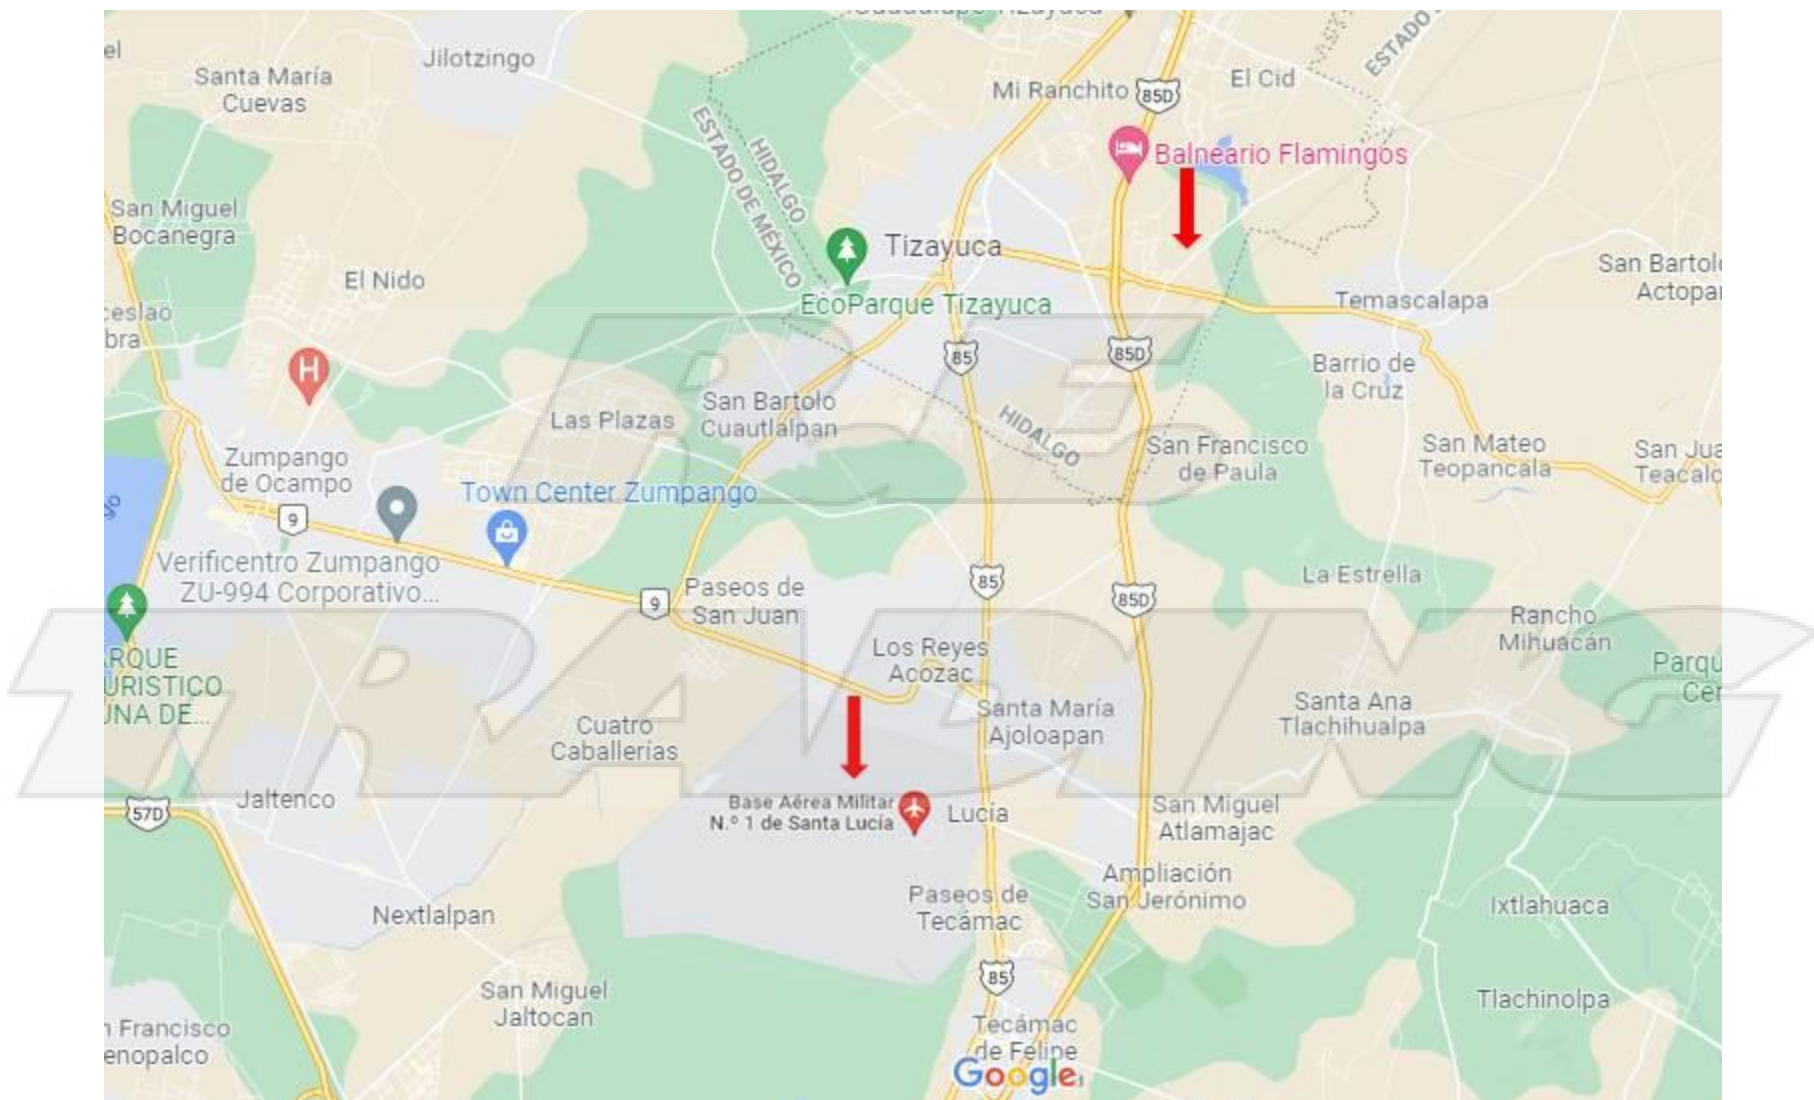 Jilotzingo
Santa María
Cuevas
Mi Ranchito
85D
El Cid
HIDALGO
ESTADO DE MÉXICO
Balneario Flamingos
San Miguel
Bocanegra
El Nido
Tizayuca
EcoParque Tizayuca
Temascalapa
San Bartol
Actopa
H
85
85D
Barrio de
la Cruz
Las Plazas
San Bartolo
Cuautlalpan
HIDALGO
San Francisco
de Paula
San Mateo
Teopancala
Zumpango
de Ocampo
Town Center Zumpango
9
Verificentro Zumpango
ZU-994 Corporativo...
9
Paseos de
San Juan
85
85D
La Estrella
Rancho
Mihuacán
Los Reyes
Acozac
Santa María
Ajoloapan
Santa Ana
Tlachihualpa
Cuatro
Caballerías
57D
Jaltenco
Base Aérea Militar
N.º 1 de Santa Lucía
Lucía
San Miguel
Atlamajac
Ampliación
San Jerónimo
Nextlalpan
Paseos de
Tecámac
Ixtlahuaca
85
San Miguel
Jaltocan
Tlachinolpa
Tecámac
de Felipe
Google
BIE
TRADING